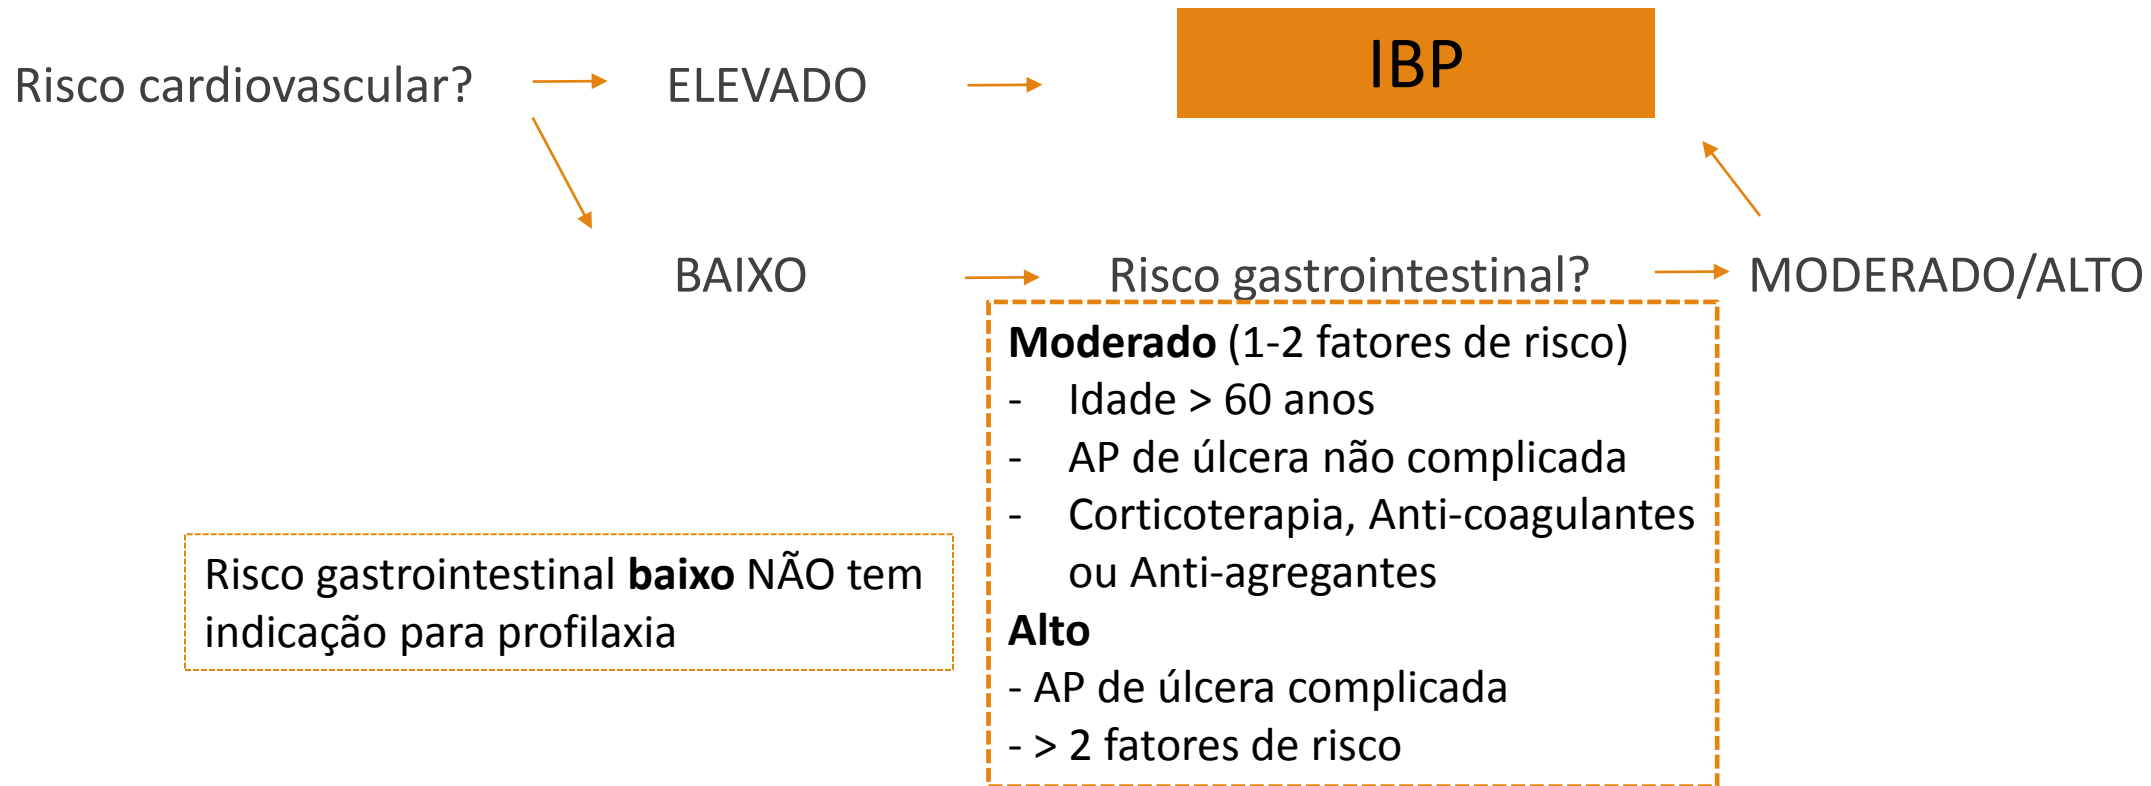 Risco cardiovascular?
ELEVADO
IBP
BAIXO
Risco gastrointestinal?
MODERADO/ALTO
Moderado (1-2 fatores de risco)
- Idade > 60 anos
- AP de úlcera não complicada
- Corticoterapia, Anti-coagulantes
ou Anti-agregantes
Alto
- AP de úlcera complicada
- > 2 fatores de risco
Risco gastrointestinal baixo NÃO tem
indicação para profilaxia